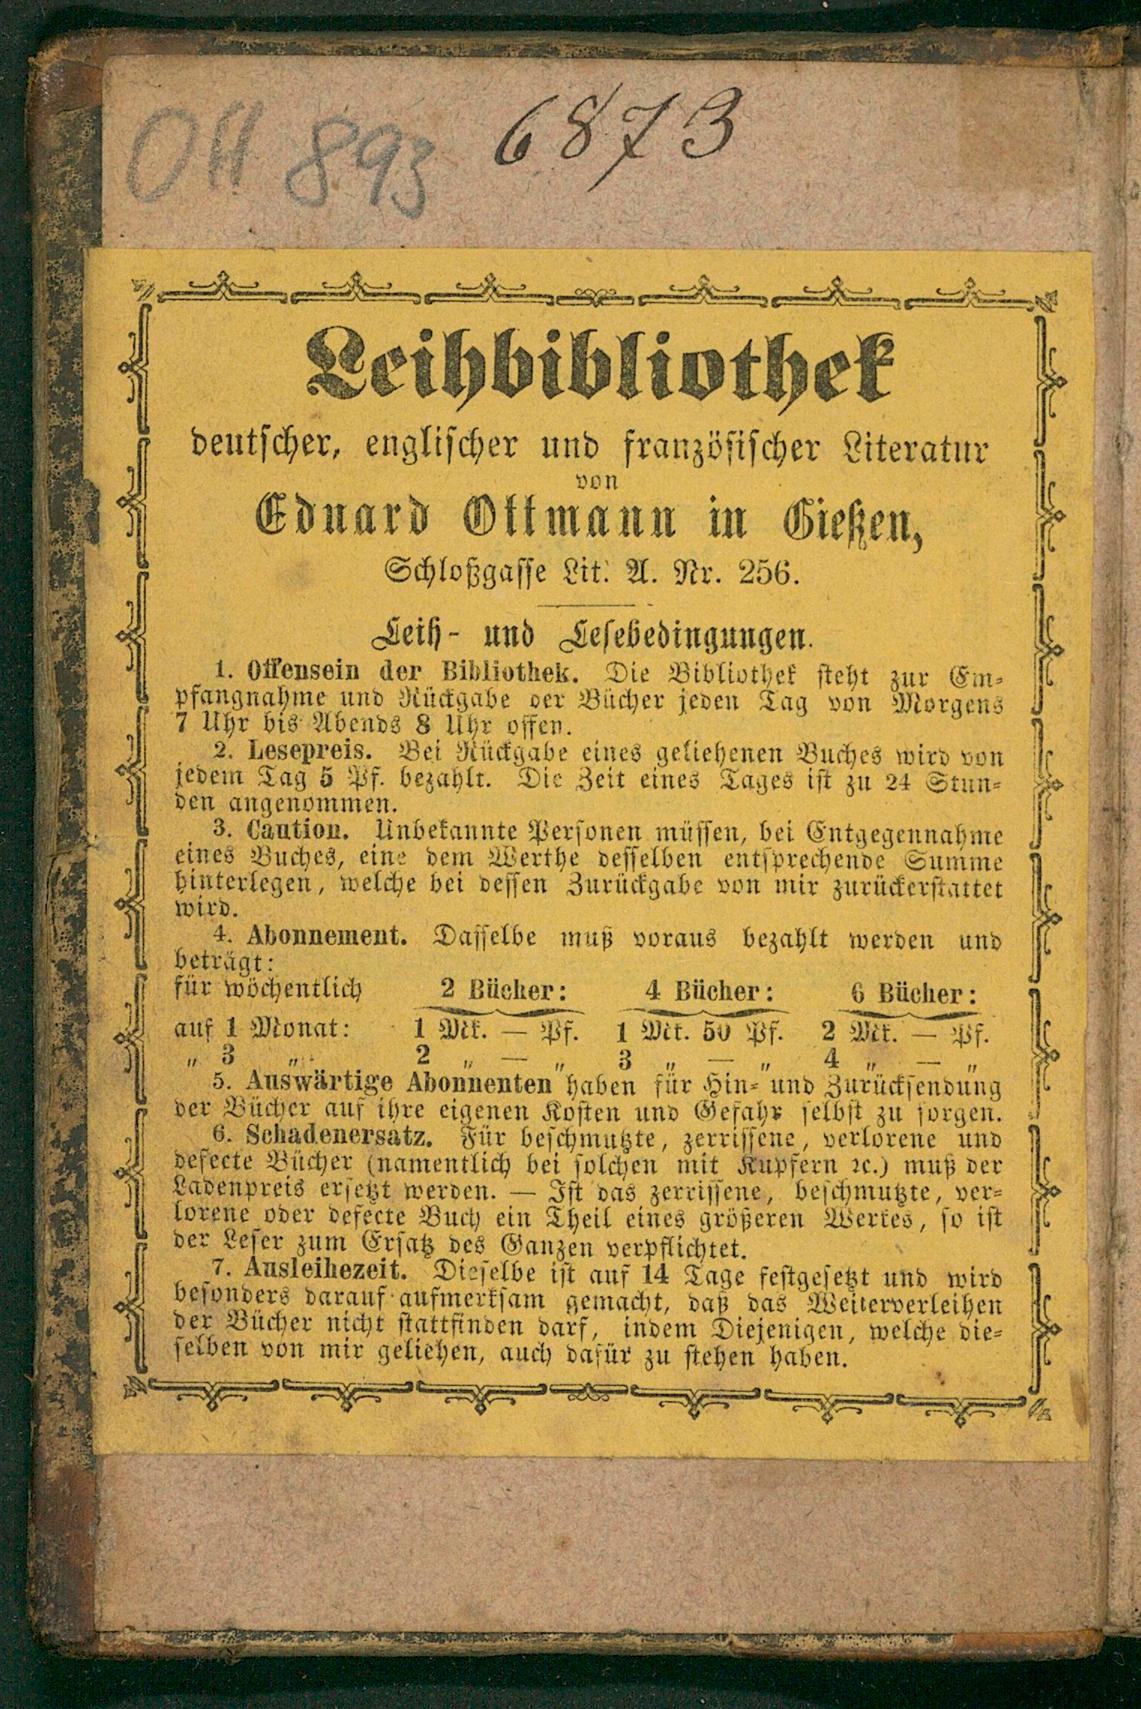 OH 893
6873
Leihbibliothek
deutscher, englischer und französischer Literatur
von
Eduard Ottmann in Gießen,
Schloßgasse Lit. A. Nr. 256.
Leih- und Lesebedingungen.
1. Offensein der Bibliothek. Die Bibliothek steht zur Em-
pfangnahme und Rückgabe der Bücher jeden Tag von Morgens
7 Uhr bis Abends 8 Uhr offen.
2. Lesepreis. Bei Rückgabe eines geliehenen Buches wird von
jedem Tag 5 Pf. bezahlt. Die Zeit eines Tages ist zu 24 Stun-
den angenommen.
3. Caution. Unbekannte Personen müssen, bei Entgegennahme
eines Buches, eine dem Werthe desselben entsprechende Summe
hinterlegen, welche bei dessen Zurückgabe von mir zurückerstattet
wird.
4. Abonnement. Dasselbe muß voraus bezahlt werden und
beträgt:
für wöchentlich 2 Bücher: 4 Bücher: 6 Bücher:
auf 1 Monat: 1 Mk. — Pf. 1 Mk. 50 Pf. 2 Mk. — Pf.
„ 3 „ 2 „ — „ 3 „ — „ 4 „ — „
5. Auswärtige Abonnenten haben für Hin- und Zurücksendung
der Bücher auf ihre eigenen Kosten und Gefahr selbst zu sorgen.
6. Schadenersatz. Für beschmutzte, zerrissene, verlorene und
defecte Bücher (namentlich bei solchen mit Kupfern ꝛc.) muß der
Ladenpreis ersetzt werden. — Ist das zerrissene, beschmutzte, ver-
lorene oder defecte Buch ein Theil eines größeren Werkes, so ist
der Leser zum Ersatz des Ganzen verpflichtet.
7. Ausleihezeit. Dieselbe ist auf 14 Tage festgesetzt und wird
besonders darauf aufmerksam gemacht, daß das Weiterverleihen
der Bücher nicht stattfinden darf, indem Diejenigen, welche die-
selben von mir geliehen, auch dafür zu stehen haben.